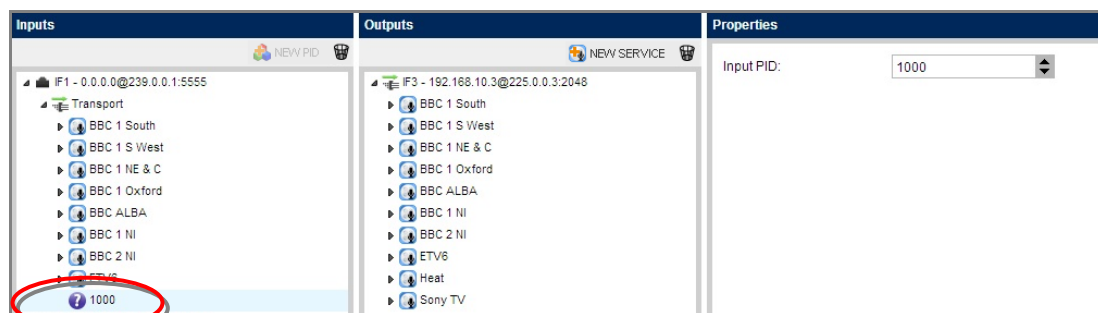 Inputs
NEW PID
IF1 - 0.0.0.0@239.0.0.1:5555
Transport
BBC 1 South
BBC 1 S West
BBC 1 NE & C
BBC 1 Oxford
BBC ALBA
BBC 1 NI
BBC 2 NI
ETV6
? 1000
Outputs
NEW SERVICE
IF3 - 192.168.10.3@225.0.0.3:2048
BBC 1 South
BBC 1 S West
BBC 1 NE & C
BBC 1 Oxford
BBC ALBA
BBC 1 NI
BBC 2 NI
ETV6
Heat
Sony TV
Properties
Input PID: 1000